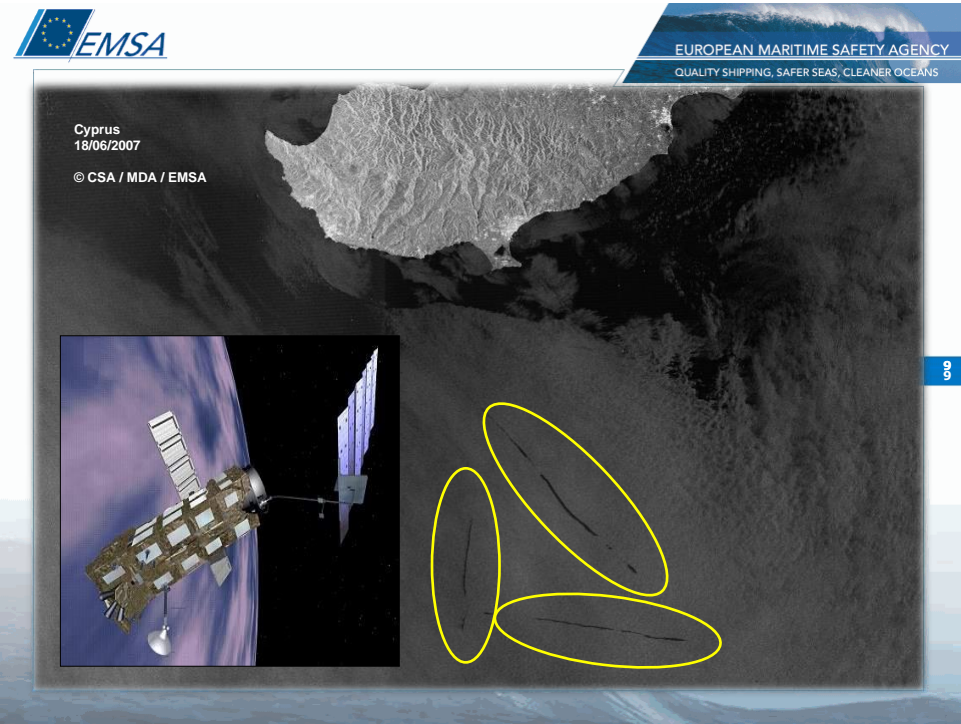 EMSA
EUROPEAN MARITIME SAFETY AGENCY
QUALITY SHIPPING, SAFER SEAS, CLEANER OCEANS
Cyprus
18/06/2007
© CSA / MDA / EMSA
9
9